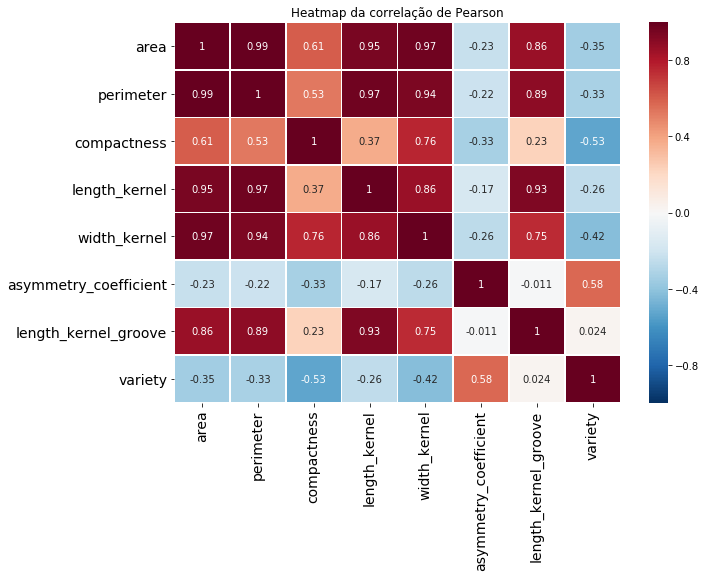 Heatmap da correlação de Pearson
area 1 0.99 0.61 0.95 0.97 -0.23 0.86 -0.35
perimeter 0.99 1 0.53 0.97 0.94 -0.22 0.89 -0.33
compactness 0.61 0.53 1 0.37 0.76 -0.33 0.23 -0.53
length_kernel 0.95 0.97 0.37 1 0.86 -0.17 0.93 -0.26
width_kernel 0.97 0.94 0.76 0.86 1 -0.26 0.75 -0.42
asymmetry_coefficient -0.23 -0.22 -0.33 -0.17 -0.26 1 -0.011 0.58
length_kernel_groove 0.86 0.89 0.23 0.93 0.75 -0.011 1 0.024
variety -0.35 -0.33 -0.53 -0.26 -0.42 0.58 0.024 1
area
perimeter
compactness
length_kernel
width_kernel
asymmetry_coefficient
length_kernel_groove
variety
0.8
0.4
0.0
−0.4
−0.8